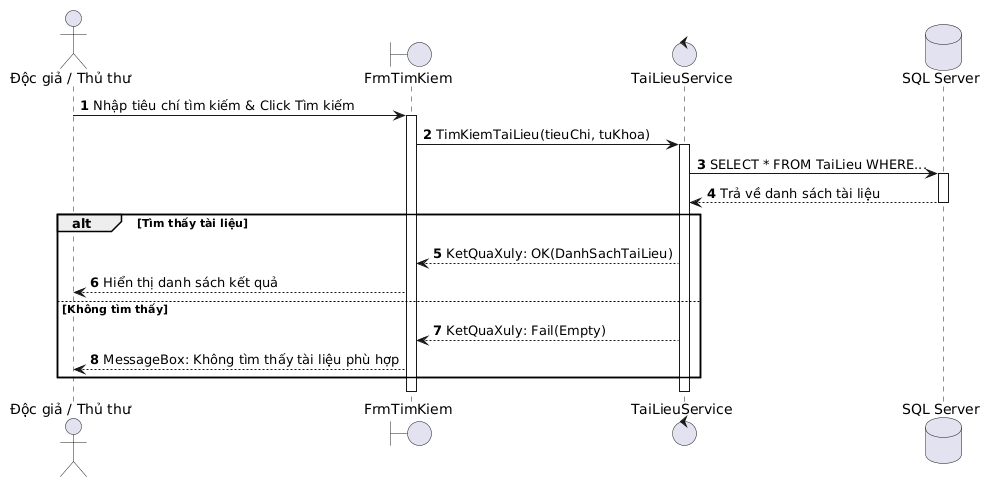 Độc giả / Thủ thư
FrmTimKiem
TaiLieuService
SQL Server
1 Nhập tiêu chí tìm kiếm & Click Tìm kiếm
2 TimKiemTaiLieu(tieuChi, tuKhoa)
3 SELECT * FROM TaiLieu WHERE...
4 Trả về danh sách tài liệu
alt [Tìm thấy tài liệu]
5 KetQuaXuly: OK(DanhSachTaiLieu)
6 Hiển thị danh sách kết quả
[Không tìm thấy]
7 KetQuaXuly: Fail(Empty)
8 MessageBox: Không tìm thấy tài liệu phù hợp
Độc giả / Thủ thư
FrmTimKiem
TaiLieuService
SQL Server